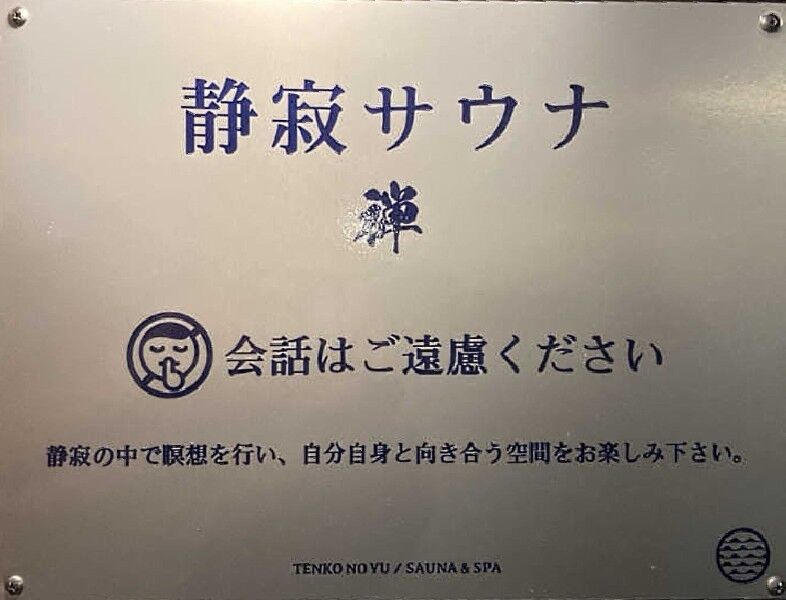 静寂サウナ
禅
会話はご遠慮ください
静寂の中で瞑想を行い、自分自身と向き合う空間をお楽しみ下さい。
TENKO NO YU / SAUNA & SPA